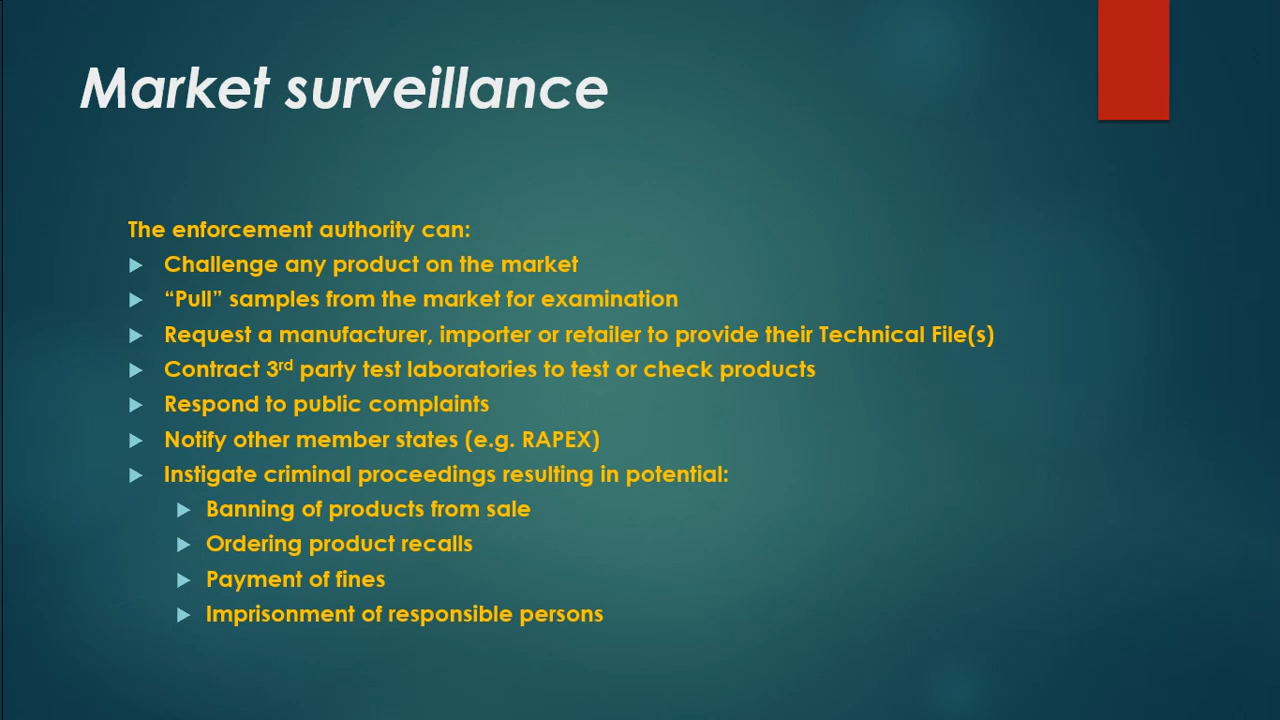 Market surveillance
The enforcement authority can:
Challenge any product on the market
“Pull” samples from the market for examination
Request a manufacturer, importer or retailer to provide their Technical File(s)
Contract 3rd party test laboratories to test or check products
Respond to public complaints
Notify other member states (e.g. RAPEX)
Instigate criminal proceedings resulting in potential:
Banning of products from sale
Ordering product recalls
Payment of fines
Imprisonment of responsible persons